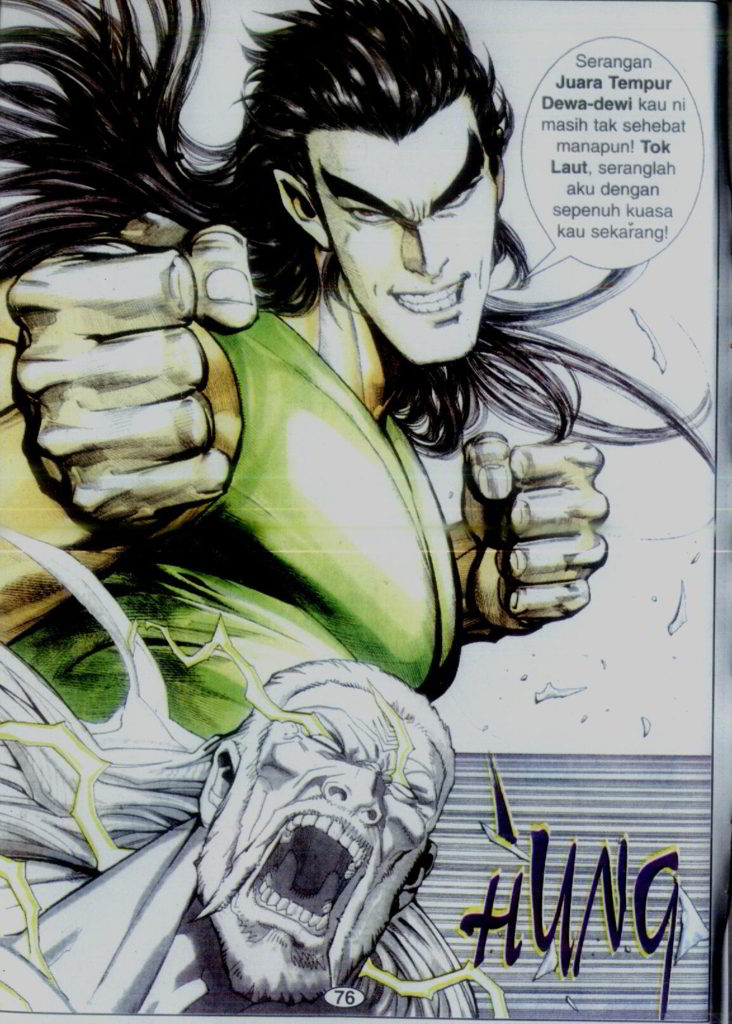 Serangan
Juara Tempur
Dewa-dewi kau ni
masih tak sehebat
manapun! Tok
Laut, seranglah
aku dengan
sepenuh kuasa
kau sekarang!
HUNG
76